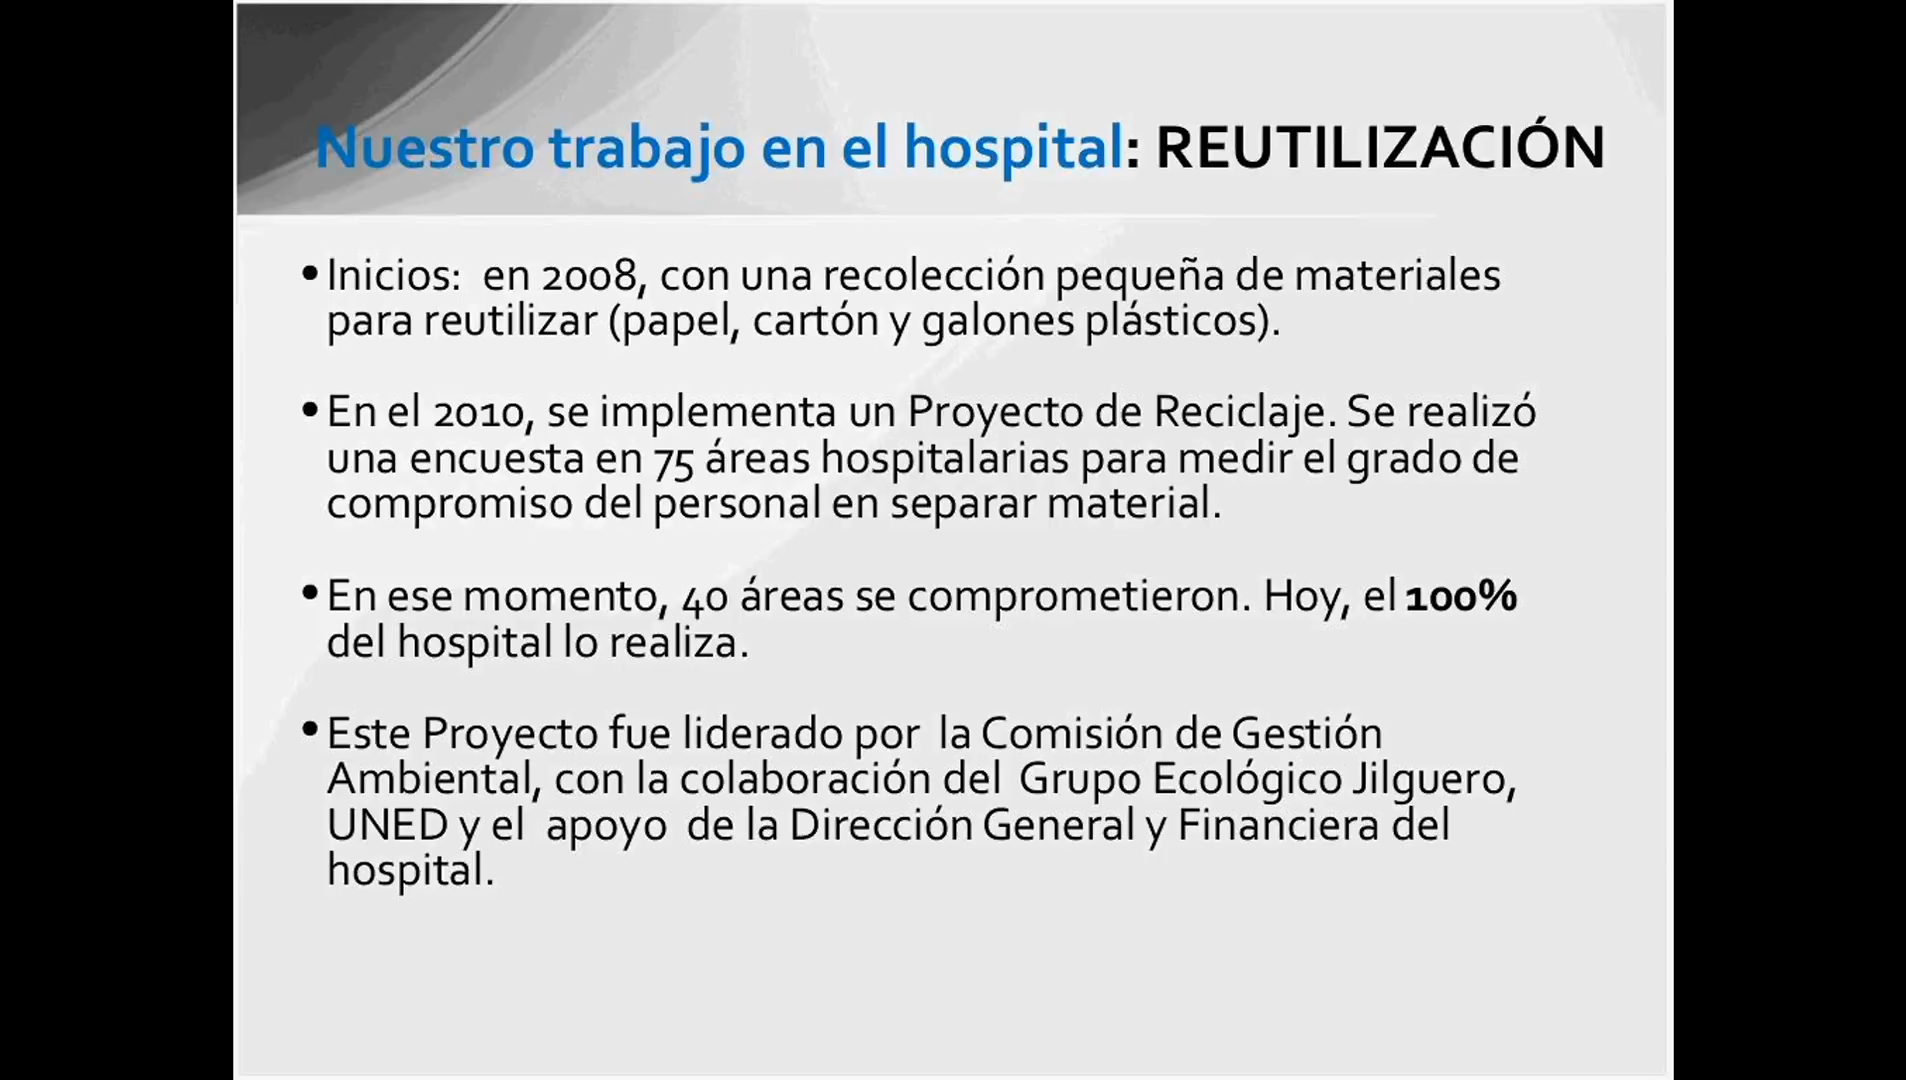 Nuestro trabajo en el hospital: REUTILIZACIÓN
•Inicios: en 2008, con una recolección pequeña de materiales
para reutilizar (papel, cartón y galones plásticos).
•En el 2010, se implementa un Proyecto de Reciclaje. Se realizó
una encuesta en 75 áreas hospitalarias para medir el grado de
compromiso del personal en separar material.
•En ese momento, 40 áreas se comprometieron. Hoy, el 100%
del hospital lo realiza.
•Este Proyecto fue liderado por la Comisión de Gestión
Ambiental, con la colaboración del Grupo Ecológico Jilguero,
UNED y el apoyo de la Dirección General y Financiera del
hospital.